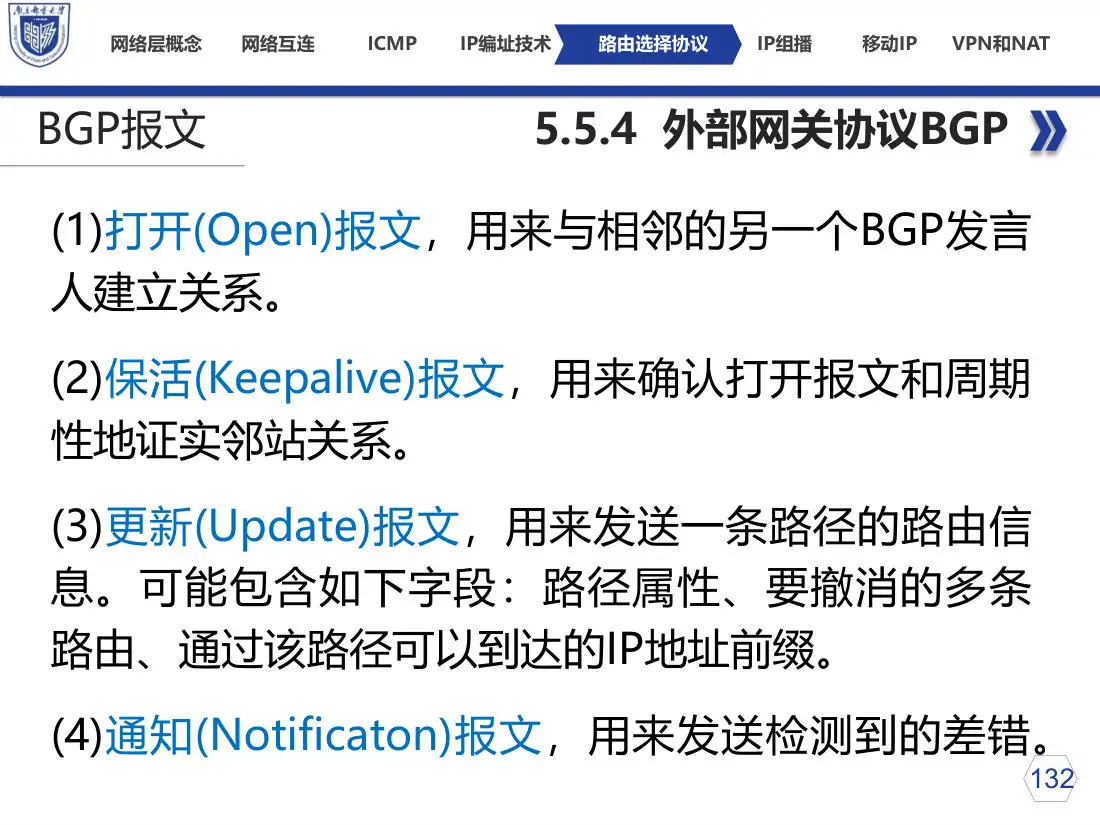 网络层概念 网络互连 ICMP IP编址技术 路由选择协议 IP组播 移动IP VPN和NAT
BGP报文 5.5.4 外部网关协议BGP
(1)打开(Open)报文，用来与相邻的另一个BGP发言
人建立关系。
(2)保活(Keepalive)报文，用来确认打开报文和周期
性地证实邻站关系。
(3)更新(Update)报文，用来发送一条路径的路由信
息。可能包含如下字段：路径属性、要撤消的多条
路由、通过该路径可以到达的IP地址前缀。
(4)通知(Notificaton)报文，用来发送检测到的差错。
132